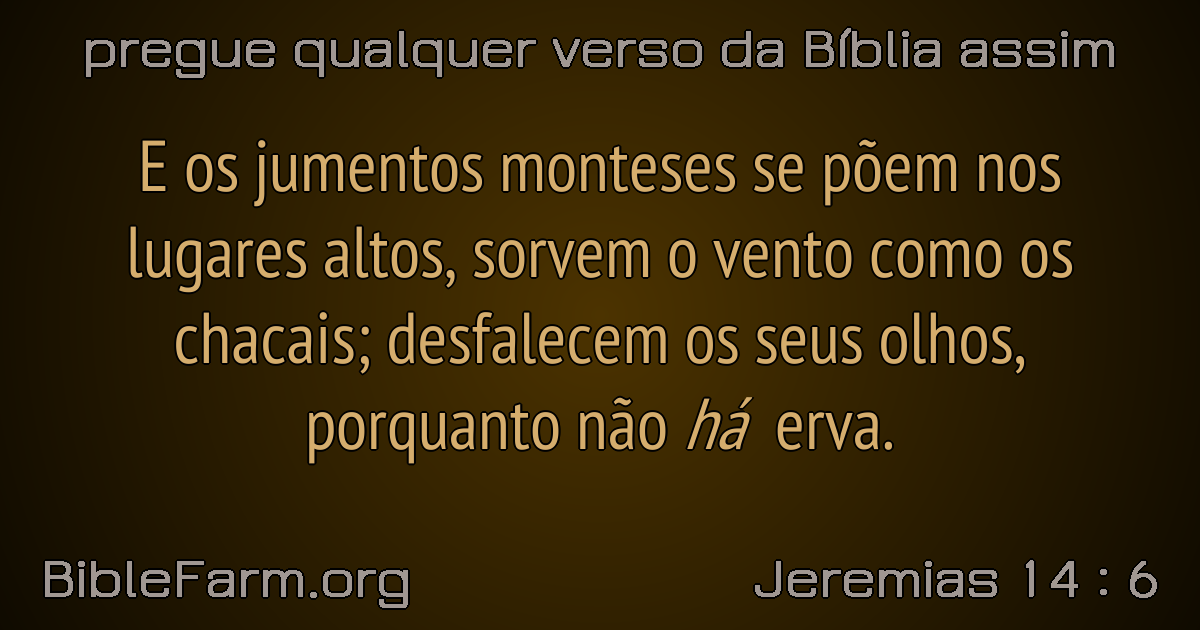 pregue qualquer verso da Bíblia assim
E os jumentos monteses se põem nos
lugares altos, sorvem o vento como os
chacais; desfalecem os seus olhos,
porquanto não há erva.
BibleFarm.org
Jeremias 14 : 6